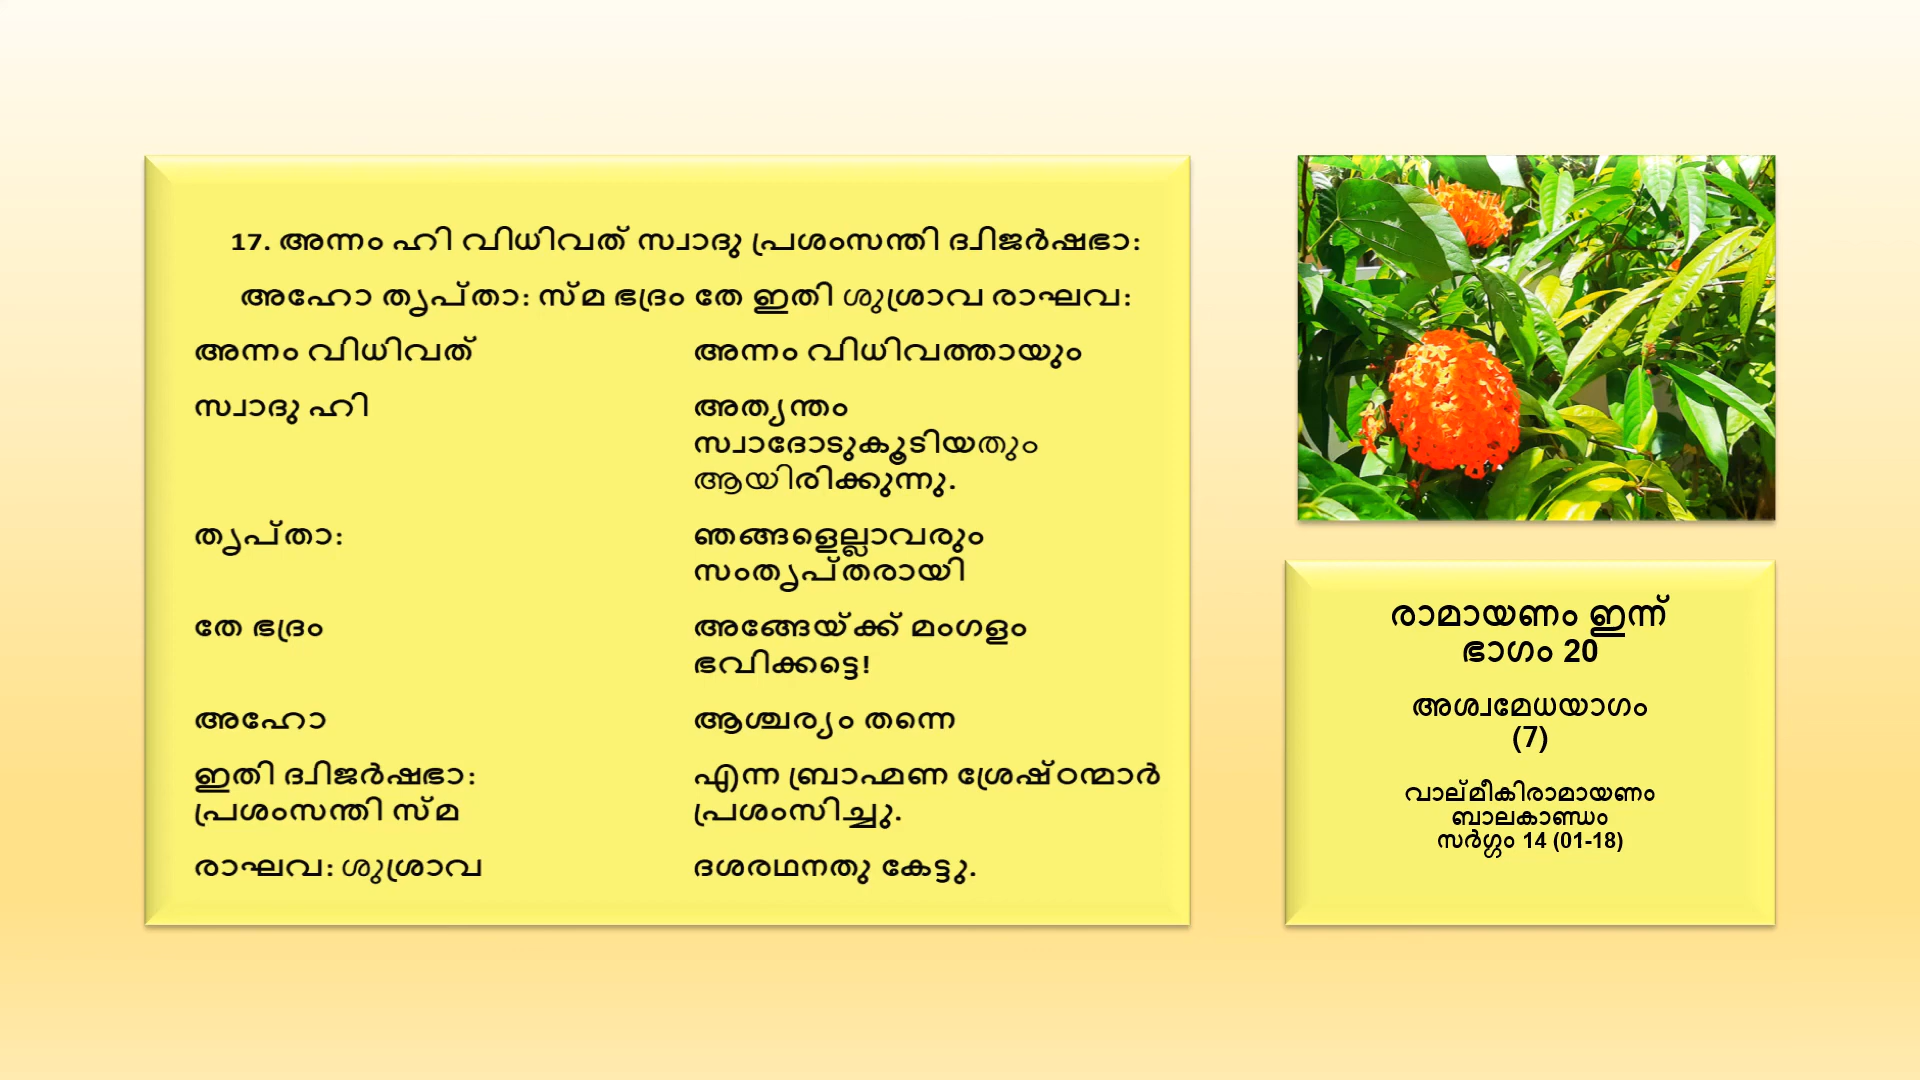 17. അന്നം ഹി വിധിവത് സ്വാദു പ്രശംസന്തി ദ്വിജർഷഭാ:
അഹോ തൃപ്താ: സ്മ ഭദ്രം തേ ഇതി ശുശ്രാവ രാഘവ:
അന്നം വിധിവത് അന്നം വിധിവത്തായും
സ്വാദു ഹി അത്യന്തം
സ്വാദോടുകൂടിയതും
ആയിരിക്കുന്നു.
തൃപ്താ: ഞങ്ങളെല്ലാവരും
സംതൃപ്തരായി
തേ ഭദ്രം അങ്ങേയ്ക്ക് മംഗളം
ഭവിക്കട്ടെ!
അഹോ ആശ്ചര്യം തന്നെ
ഇതി ദ്വിജർഷഭാ: എന്ന ബ്രാഹ്മണ ശ്രേഷ്ഠന്മാർ
പ്രശംസന്തി സ്മ പ്രശംസിച്ചു.
രാഘവ: ശുശ്രാവ ദശരഥനതു കേട്ടു.
രാമായണം ഇന്ന്
ഭാഗം 20
അശ്വമേധയാഗം
(7)
വാല്മീകിരാമായണം
ബാലകാണ്ഡം
സർഗ്ഗം 14 (01-18)